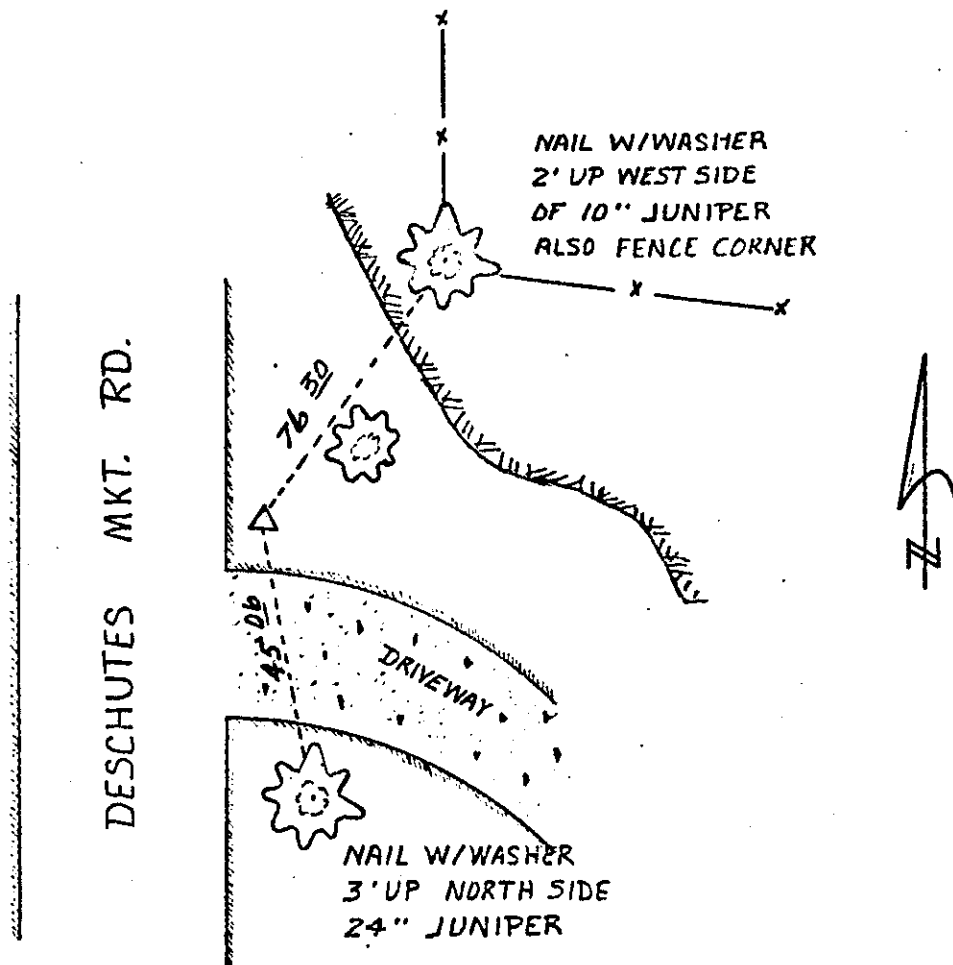 NAIL W/WASHER
2' UP WEST SIDE
OF 10" JUNIPER
ALSO FENCE CORNER
DESCHUTES MKT. RD.
76 30
45 06
DRIVEWAY
N
NAIL W/WASHER
3' UP NORTH SIDE
24" JUNIPER